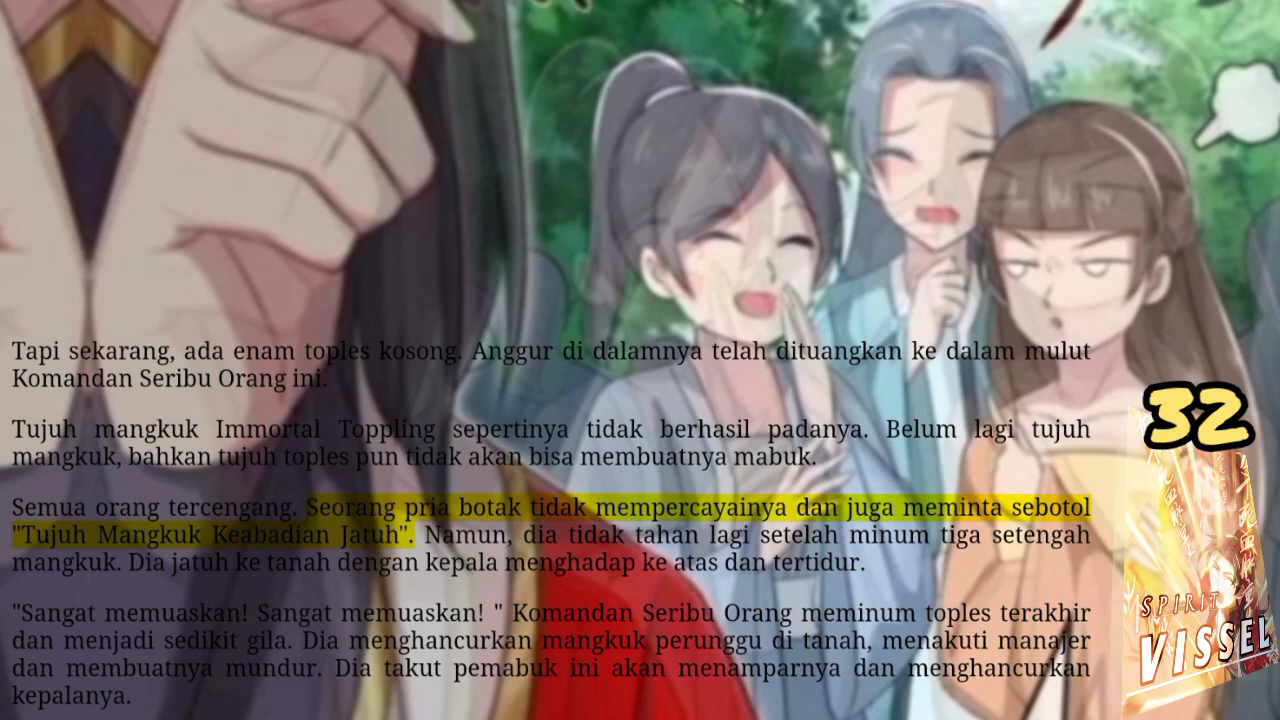 Tapi sekarang, ada enam toples kosong. Anggur di dalamnya telah dituangkan ke dalam mulut
Komandan Seribu Orang ini.
Tujuh mangkuk Immortal Toppling sepertinya tidak berhasil padanya. Belum lagi tujuh
mangkuk, bahkan tujuh toples pun tidak akan bisa membuatnya mabuk.
Semua orang tercengang. Seorang pria botak tidak mempercayainya dan juga meminta sebotol
"Tujuh Mangkuk Keabadian Jatuh". Namun, dia tidak tahan lagi setelah minum tiga setengah
mangkuk. Dia jatuh ke tanah dengan kepala menghadap ke atas dan tertidur.
"Sangat memuaskan! Sangat memuaskan! " Komandan Seribu Orang meminum toples terakhir
dan menjadi sedikit gila. Dia menghancurkan mangkuk perunggu di tanah, menakuti manajer
dan membuatnya mundur. Dia takut pemabuk ini akan menamparnya dan menghancurkan
kepalanya.
32
SPIRIT
VISSEL